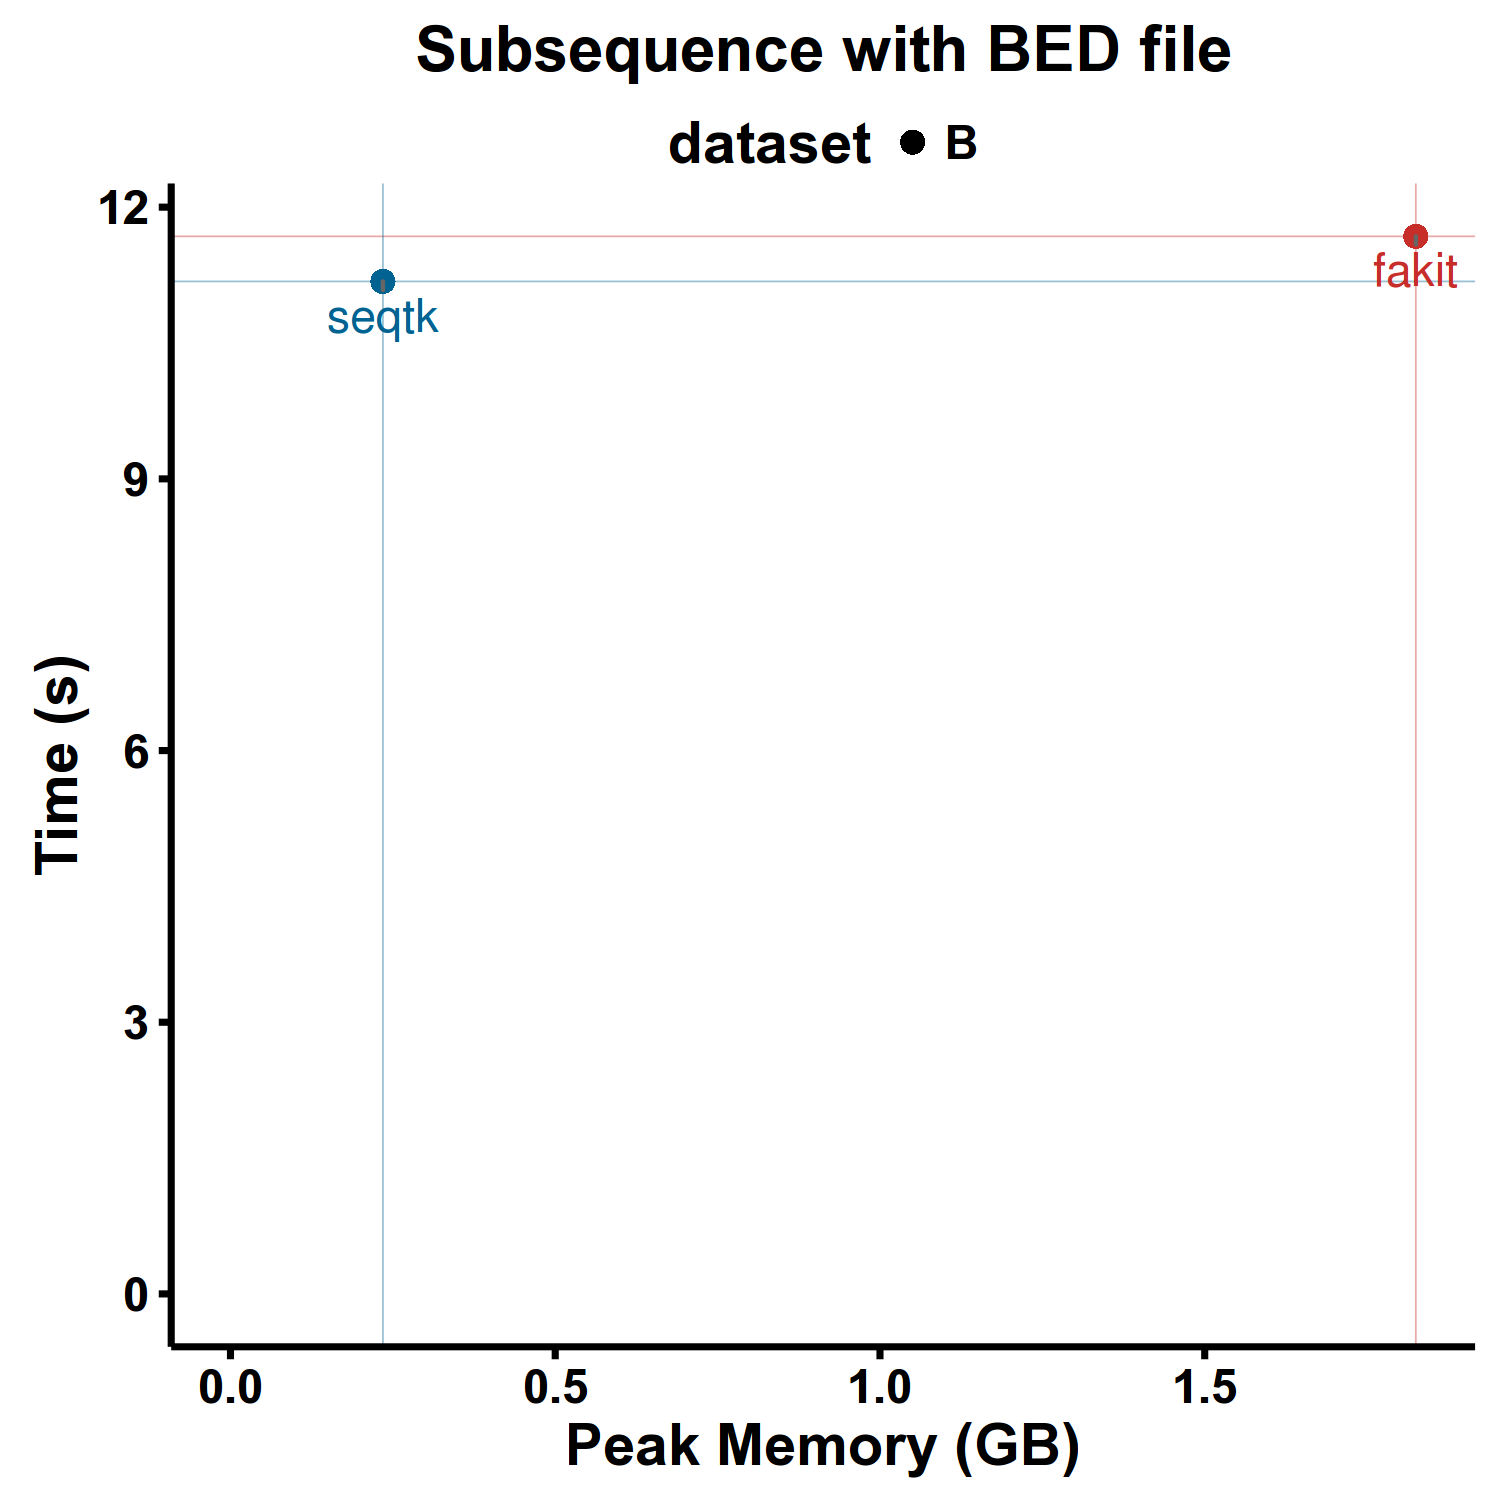 Subsequence with BED file
dataset B
12
9
6
3
0
Time (s)
seqtk
fakit
0.0 0.5 1.0 1.5
Peak Memory (GB)